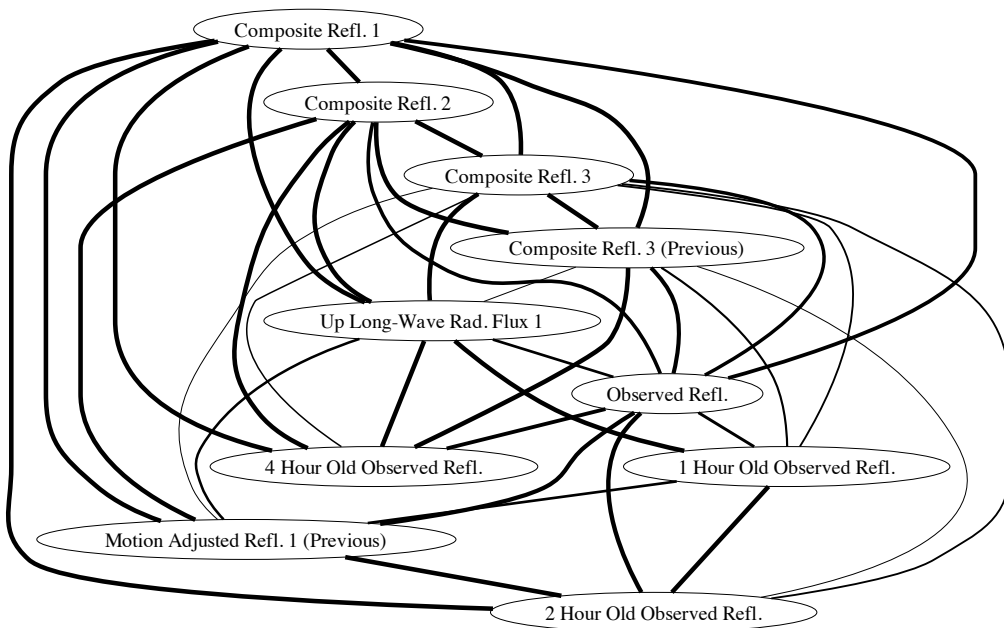 Composite Refl. 1
Composite Refl. 2
Composite Refl. 3
Composite Refl. 3 (Previous)
Up Long-Wave Rad. Flux 1
Observed Refl.
4 Hour Old Observed Refl.
1 Hour Old Observed Refl.
Motion Adjusted Refl. 1 (Previous)
2 Hour Old Observed Refl.